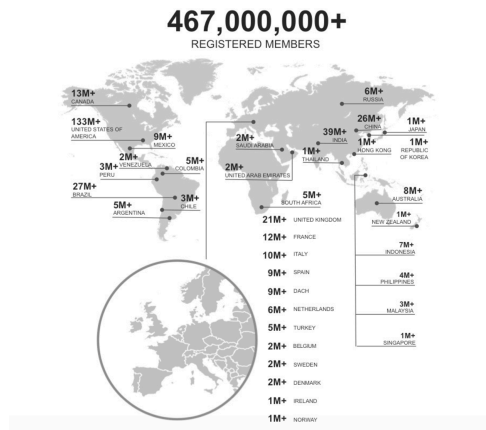 467,000,000+
REGISTERED MEMBERS
13M+
CANADA
133M+
UNITED STATES OF
AMERICA
9M+
MEXICO
2M+
VENEZUELA
3M+
PERU
5M+
COLOMBIA
27M+
BRAZIL
3M+
CHILE
5M+
ARGENTINA
6M+
RUSSIA
26M+
CHINA
1M+
JAPAN
39M+
INDIA
2M+
SAUDI ARABIA
1M+
THAILAND
1M+
HONG KONG
1M+
REPUBLIC
OF KOREA
2M+
UNITED ARAB EMIRATES
5M+
SOUTH AFRICA
8M+
AUSTRALIA
1M+
NEW ZEALAND
7M+
INDONESIA
4M+
PHILIPPINES
3M+
MALAYSIA
1M+
SINGAPORE
21M+ UNITED KINGDOM
12M+ FRANCE
10M+ ITALY
9M+ SPAIN
9M+ DACH
6M+ NETHERLANDS
5M+ TURKEY
2M+ BELGIUM
2M+ SWEDEN
2M+ DENMARK
1M+ IRELAND
1M+ NORWAY